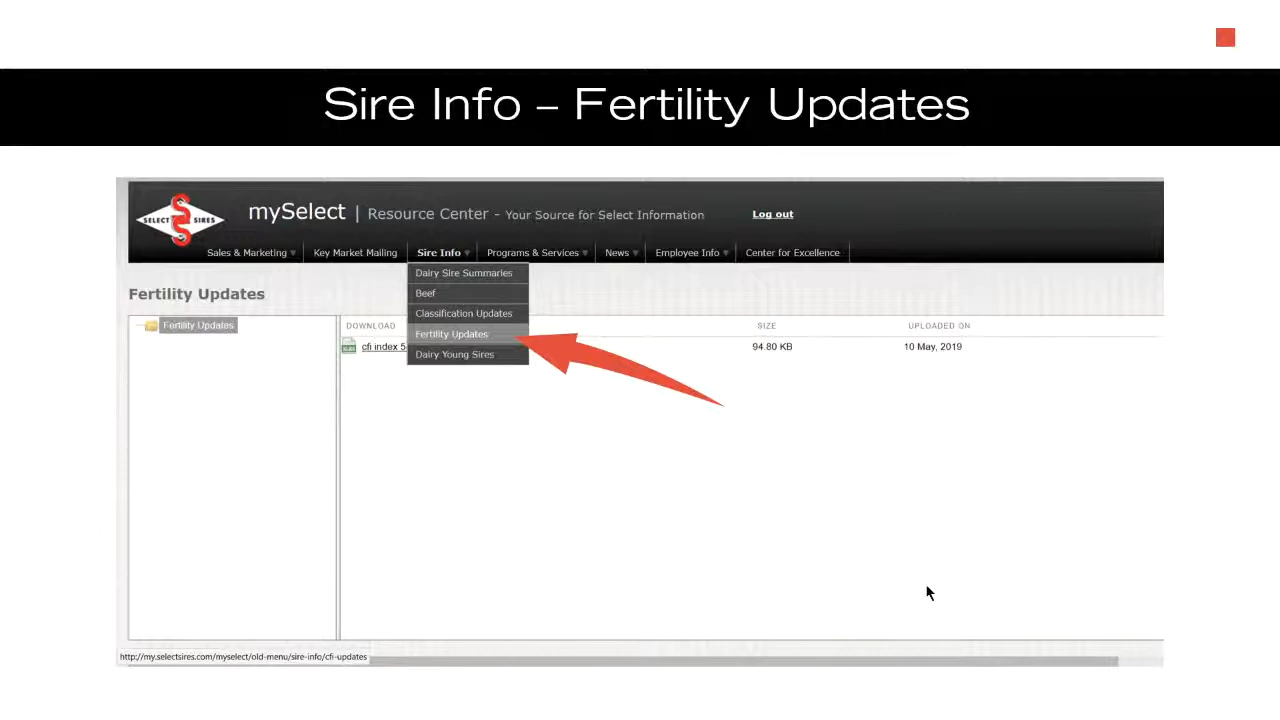 Sire Info – Fertility Updates
SELECT SIRES
mySelect | Resource Center - Your Source for Select Information
Log out
Sales & Marketing
Key Market Mailing
Sire Info
Programs & Services
News
Employee Info
Center for Excellence
Dairy Sire Summaries
Beef
Classification Updates
Fertility Updates
Dairy Young Sires
Fertility Updates
Fertility Updates
DOWNLOAD
SIZE
UPLOADED ON
cfi index 5
94.80 KB
10 May, 2019
http://my.selectsires.com/myselect/old-menu/sire-info/cfi-updates